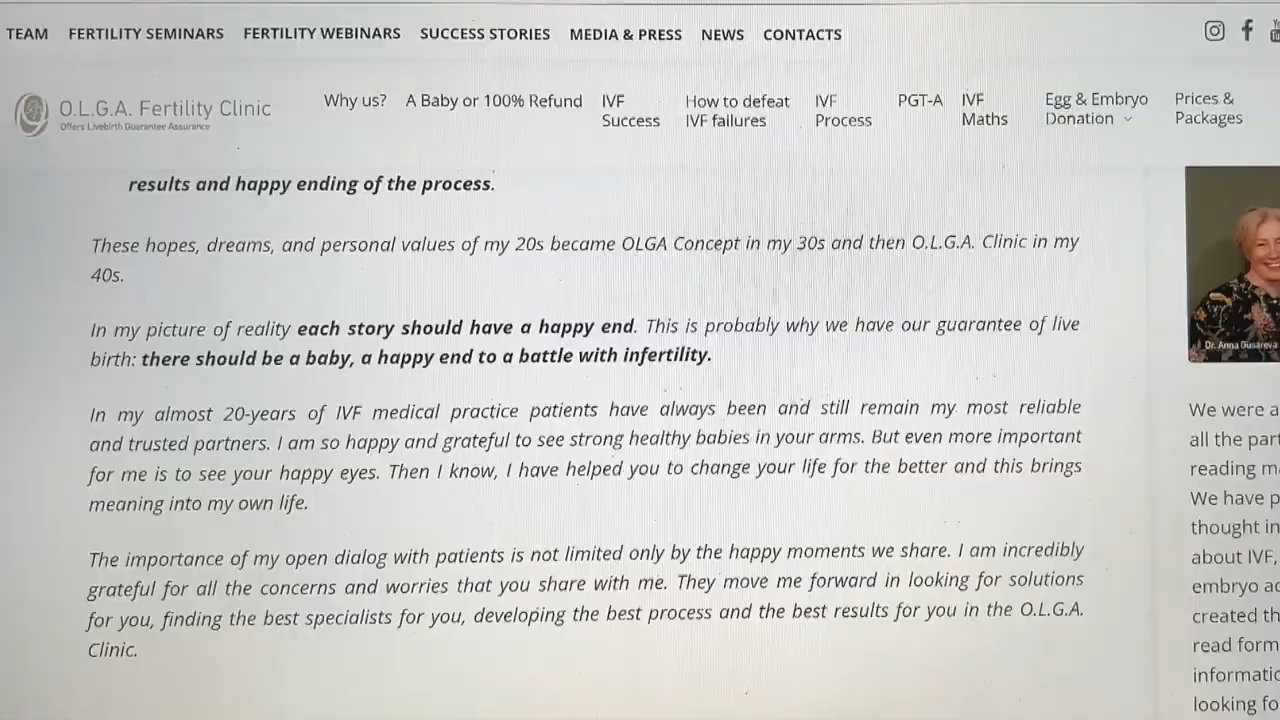 TEAM FERTILITY SEMINARS FERTILITY WEBINARS SUCCESS STORIES MEDIA & PRESS NEWS CONTACTS
O.L.G.A. Fertility Clinic
Offers Livebirth Guarantee Assurance
Why us? A Baby or 100% Refund IVF Success How to defeat IVF failures IVF Process PGT-A IVF Maths Egg & Embryo Donation Prices & Packages
results and happy ending of the process.
These hopes, dreams, and personal values of my 20s became OLGA Concept in my 30s and then O.L.G.A. Clinic in my
40s.
In my picture of reality each story should have a happy end. This is probably why we have our guarantee of live
birth: there should be a baby, a happy end to a battle with infertility.
In my almost 20-years of IVF medical practice patients have always been and still remain my most reliable
and trusted partners. I am so happy and grateful to see strong healthy babies in your arms. But even more important
for me is to see your happy eyes. Then I know, I have helped you to change your life for the better and this brings
meaning into my own life.
The importance of my open dialog with patients is not limited only by the happy moments we share. I am incredibly
grateful for all the concerns and worries that you share with me. They move me forward in looking for solutions
for you, finding the best specialists for you, developing the best process and the best results for you in the O.L.G.A.
Clinic.
Dr. Anna Gusareva
We were a
all the par
reading m
We have p
thought in
about IVF,
embryo a
created th
read form
informati
looking fo